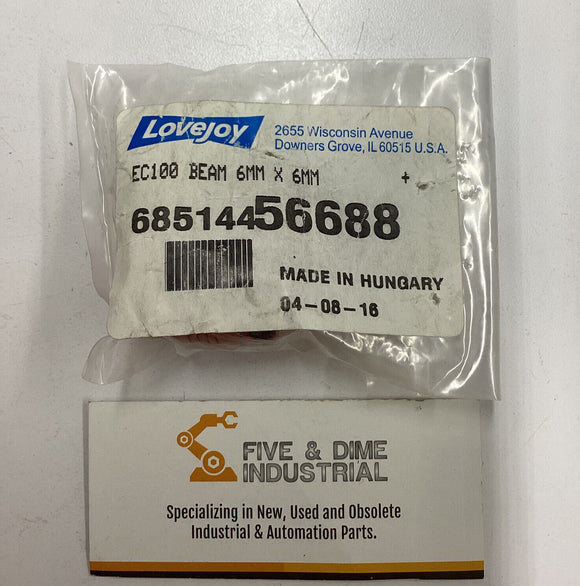 Lovejoy
2655 Wisconsin Avenue
Downers Grove, IL 60515 U.S.A.
EC100 BEAM 6MM X 6MM +
68514456688
MADE IN HUNGARY
04-08-16
FIVE & DIME
INDUSTRIAL
Specializing in New, Used and Obsolete
Industrial & Automation Parts.